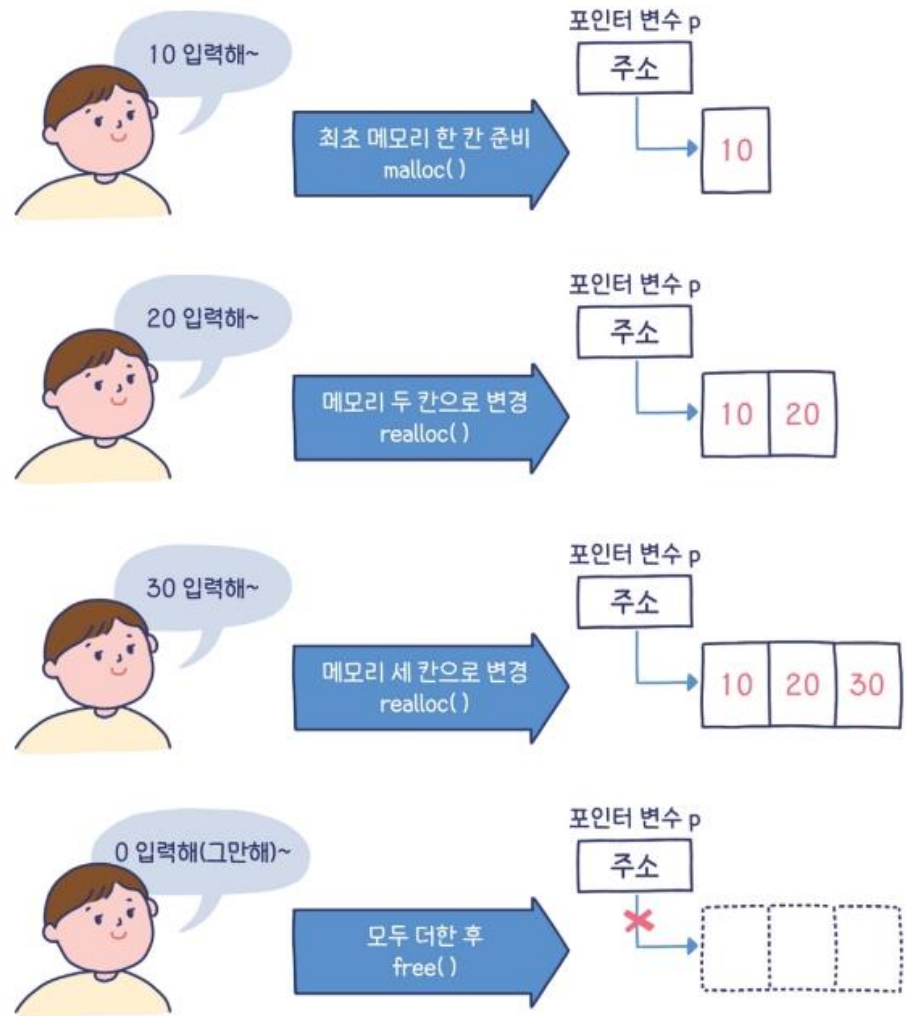 10 입력해~
최초 메모리 한 칸 준비
malloc( )
포인터 변수 p
주소
10
20 입력해~
메모리 두 칸으로 변경
realloc( )
포인터 변수 p
주소
10 20
30 입력해~
메모리 세 칸으로 변경
realloc( )
포인터 변수 p
주소
10 20 30
0 입력해(그만해)~
모두 더한 후
free( )
포인터 변수 p
주소